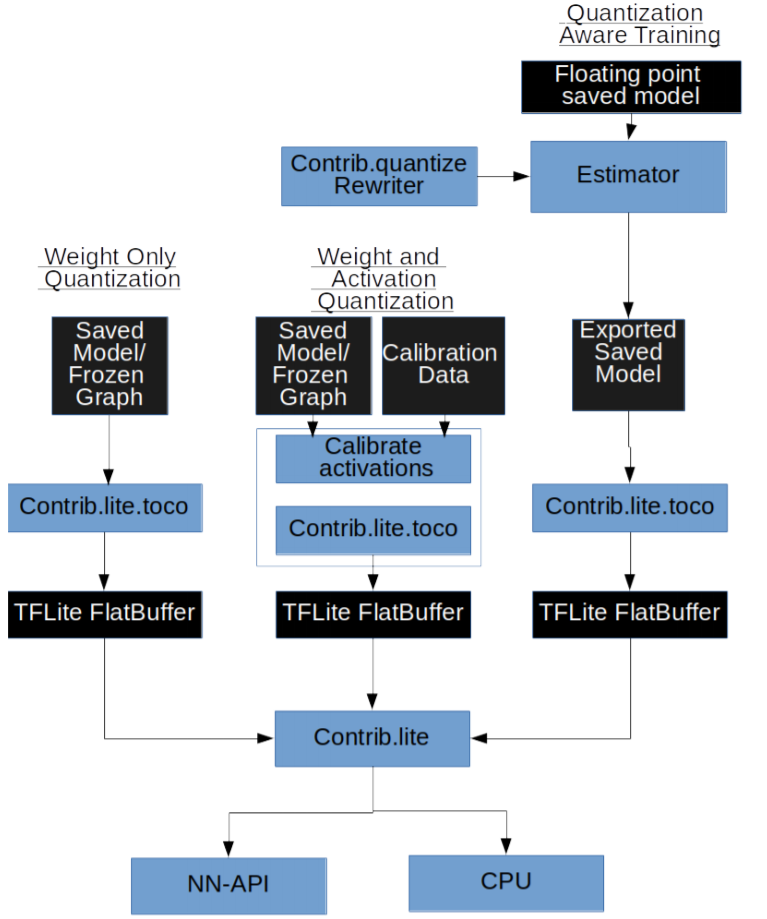 Quantization
Aware Training
Floating point
saved model
Contrib.quantize
Rewriter
Estimator
Weight Only
Quantization
Weight and
Activation
Quantization
Saved
Model/
Frozen
Graph
Saved
Model/
Frozen
Graph
Calibration
Data
Exported
Saved
Model
Calibrate
activations
Contrib.lite.toco
Contrib.lite.toco
Contrib.lite.toco
TFLite FlatBuffer
TFLite FlatBuffer
TFLite FlatBuffer
Contrib.lite
NN-API
CPU